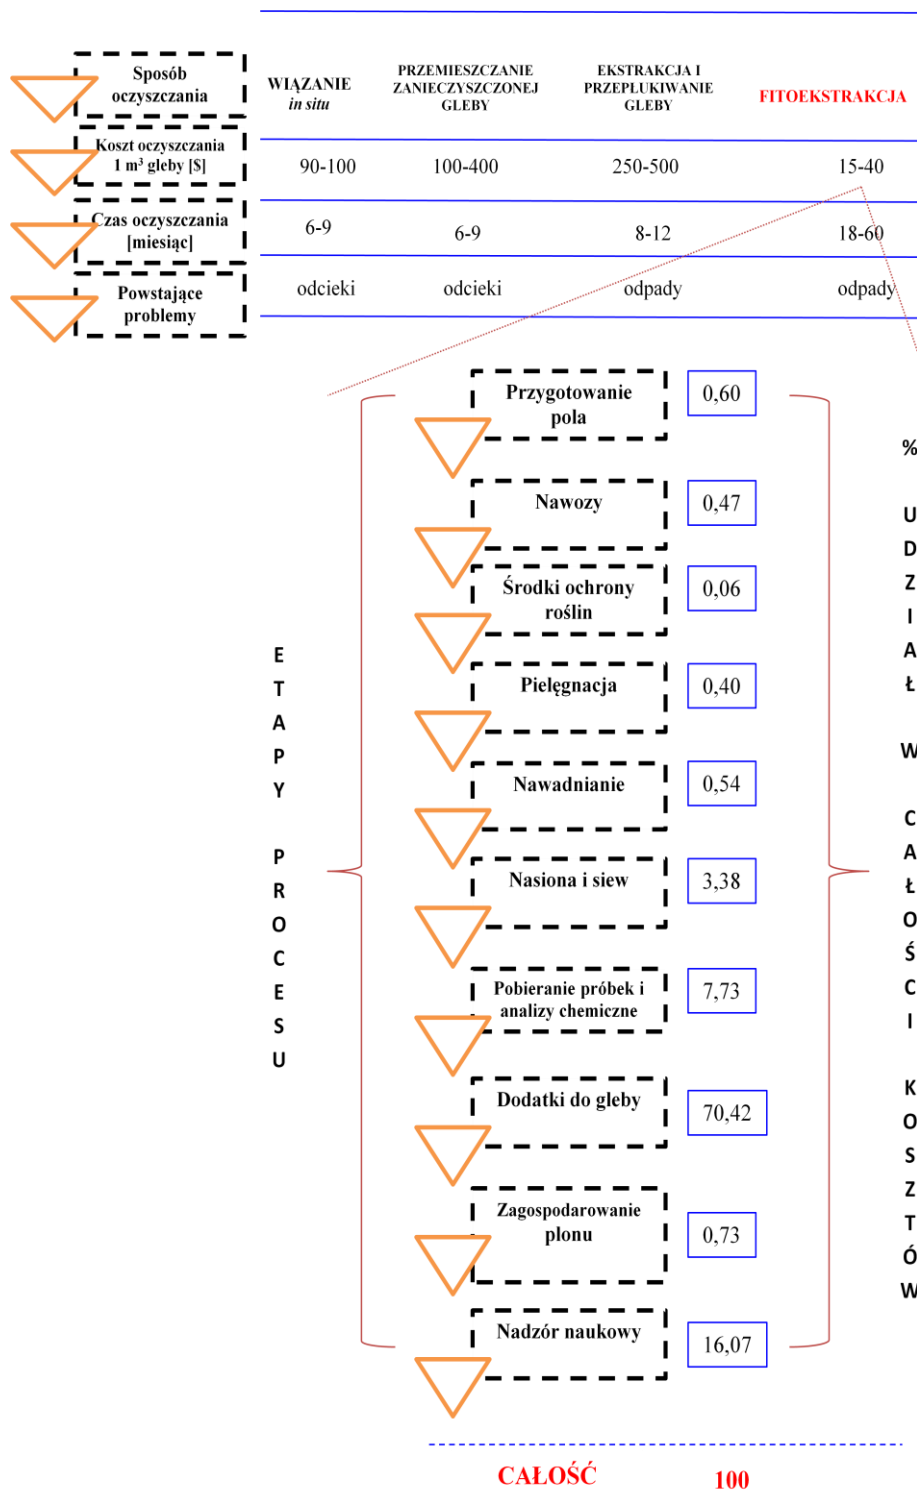 Sposób
oczyszczania
WIĄZANIE
in situ
PRZEMIESZCZANIE
ZANIECZYSZCZONEJ
GLEBY
EKSTRAKCJA I
PRZEPŁUKIWANIE
GLEBY
FITOEKSTRAKCJA
Koszt oczyszczania
1 m³ gleby [$]
90-100
100-400
250-500
15-40
Czas oczyszczania
[miesiąc]
6-9
6-9
8-12
18-60
Powstające
problemy
odcieki
odcieki
odpady
odpady
ETAPY PROCESU
Przygotowanie
pola
0,60
Nawozy
0,47
Środki ochrony
roślin
0,06
Pielęgnacja
0,40
Nawadnianie
0,54
Nasiona i siew
3,38
Pobieranie próbek i
analizy chemiczne
7,73
Dodatki do gleby
70,42
Zagospodarowanie
plonu
0,73
Nadzór naukowy
16,07
% UDZIAŁ W CAŁOŚCI KOSZTÓW
CAŁOŚĆ 100